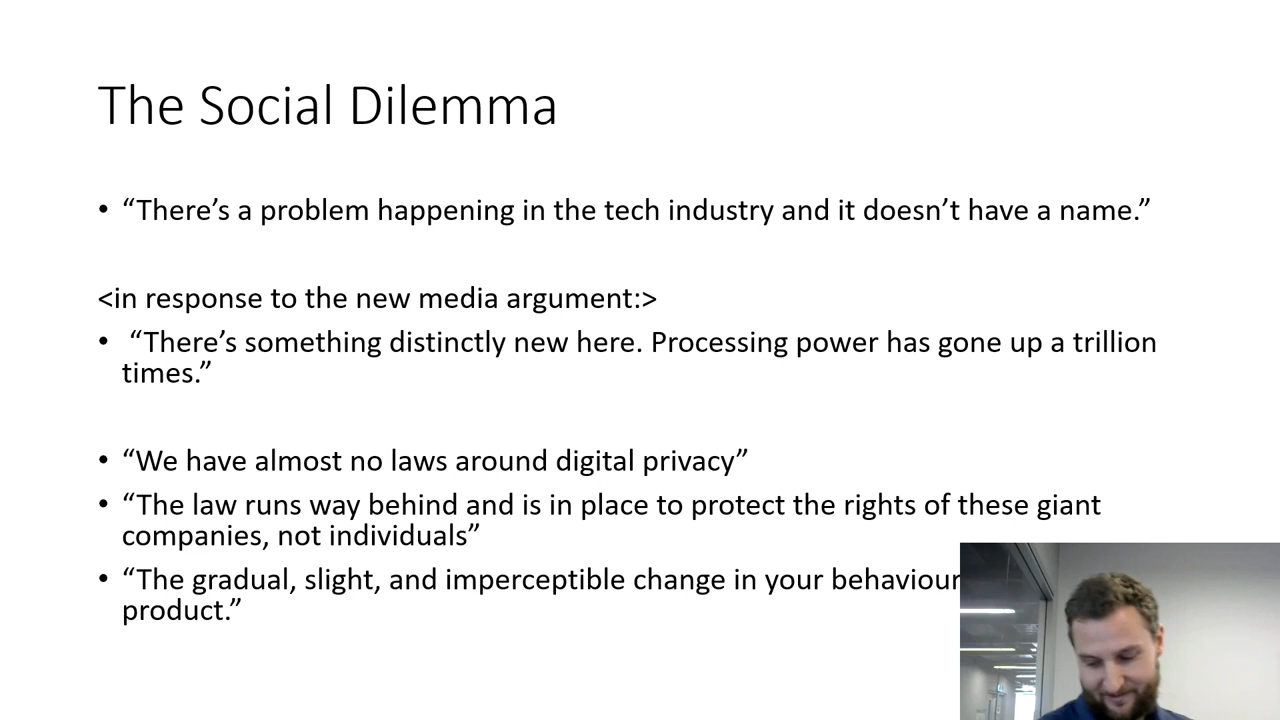 The Social Dilemma
• “There’s a problem happening in the tech industry and it doesn’t have a name.”
<in response to the new media argument:>
• “There’s something distinctly new here. Processing power has gone up a trillion
times.”
• “We have almost no laws around digital privacy”
• “The law runs way behind and is in place to protect the rights of these giant
companies, not individuals”
• “The gradual, slight, and imperceptible change in your behaviour
product.”